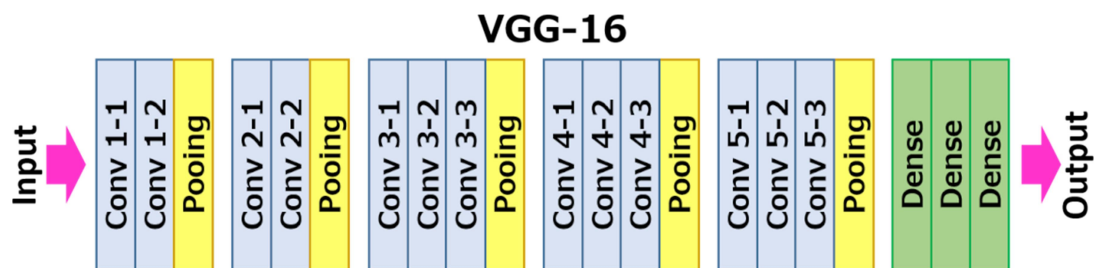 VGG-16
Input
Conv 1-1
Conv 1-2
Pooing
Conv 2-1
Conv 2-2
Pooing
Conv 3-1
Conv 3-2
Conv 3-3
Pooing
Conv 4-1
Conv 4-2
Conv 4-3
Pooing
Conv 5-1
Conv 5-2
Conv 5-3
Pooing
Dense
Dense
Dense
Output